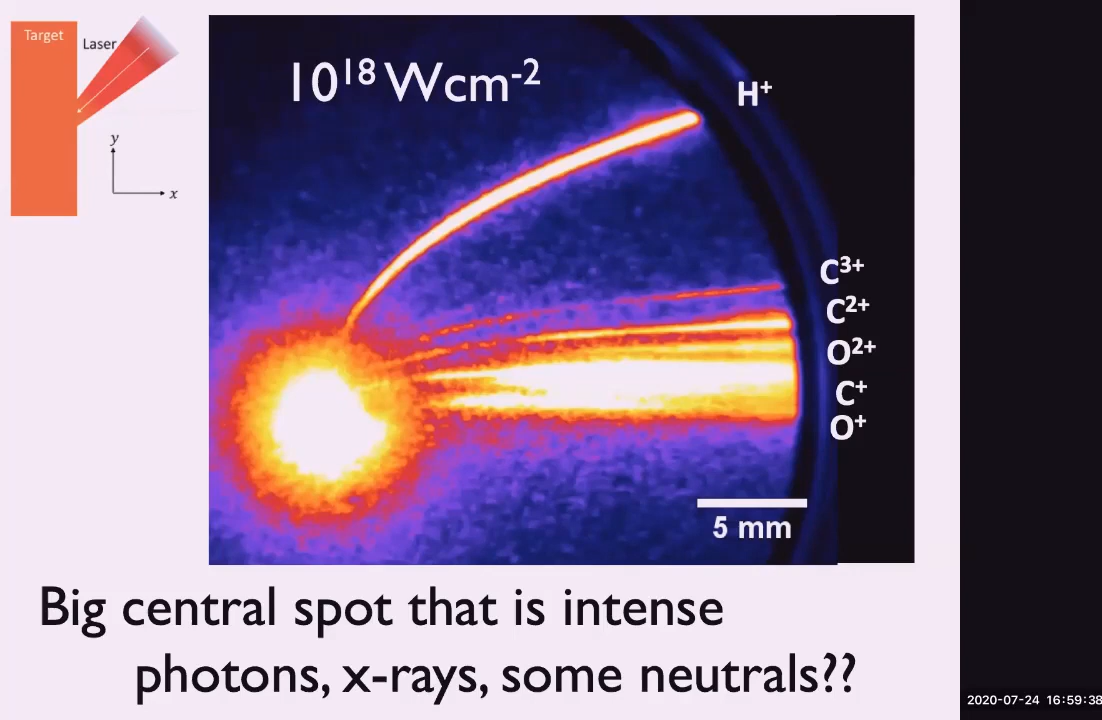 Target
Laser
y
x
10¹⁸ Wcm⁻²
H⁺
C³⁺
C²⁺
O²⁺
C⁺
O⁺
5 mm
Big central spot that is intense
photons, x-rays, some neutrals??
2020-07-24 16:59:38